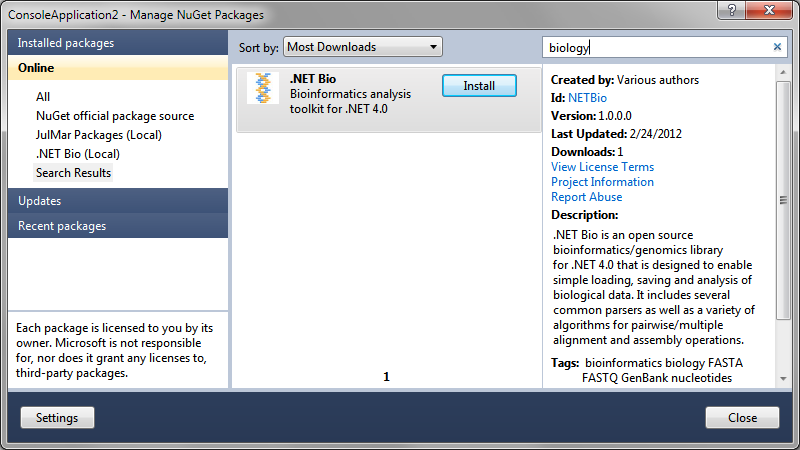 ConsoleApplication2 - Manage NuGet Packages
Installed packages
Online
All
NuGet official package source
JulMar Packages (Local)
.NET Bio (Local)
Search Results
Updates
Recent packages
Each package is licensed to you by its
owner. Microsoft is not responsible
for, nor does it grant any licenses to,
third-party packages.
Settings
Sort by: Most Downloads
.NET Bio
Bioinformatics analysis
toolkit for .NET 4.0
Install
1
biology
Created by: Various authors
Id: NETBio
Version: 1.0.0.0
Last Updated: 2/24/2012
Downloads: 1
View License Terms
Project Information
Report Abuse
Description:
.NET Bio is an open source
bioinformatics/genomics library
for .NET 4.0 that is designed to enable
simple loading, saving and analysis of
biological data. It includes several
common parsers as well as a variety of
algorithms for pairwise/multiple
alignment and assembly operations.
Tags: bioinformatics biology FASTA
FASTQ GenBank nucleotides
Close